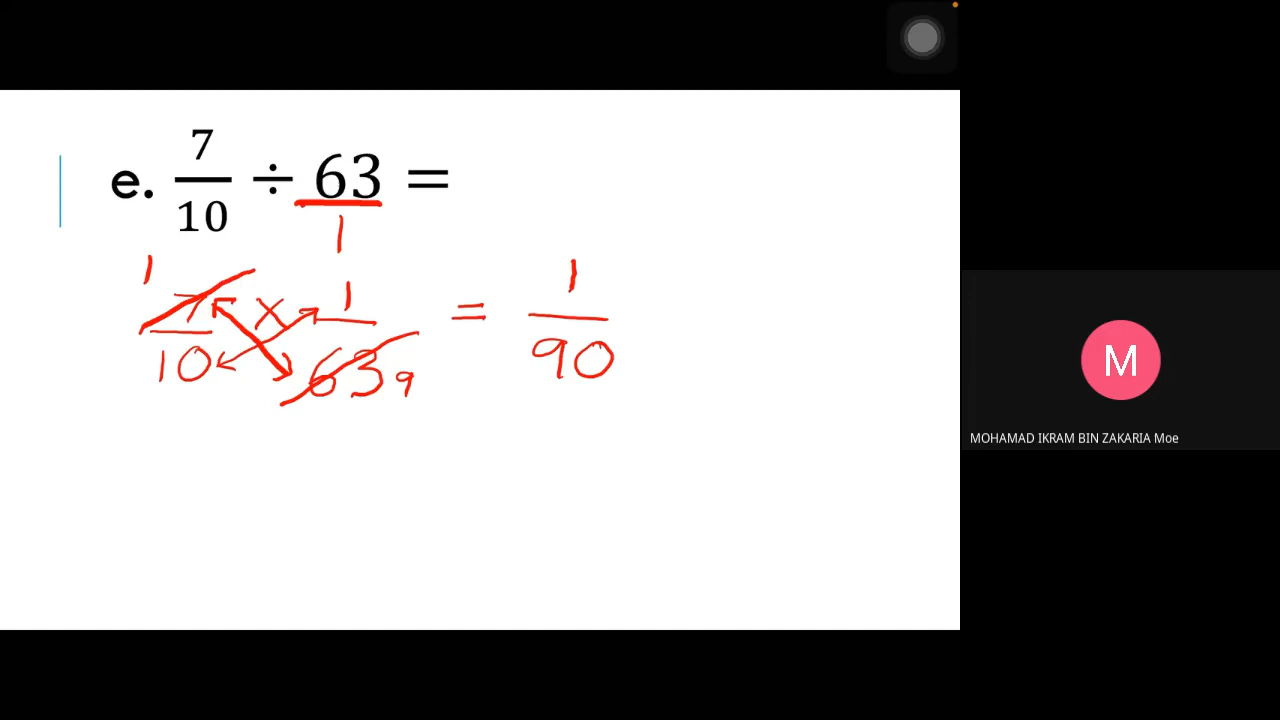 e. 7/10 ÷ 63 =
1
1 7/10 × 1/63 9 = 1/90
M
MOHAMAD IKRAM BIN ZAKARIA Moe